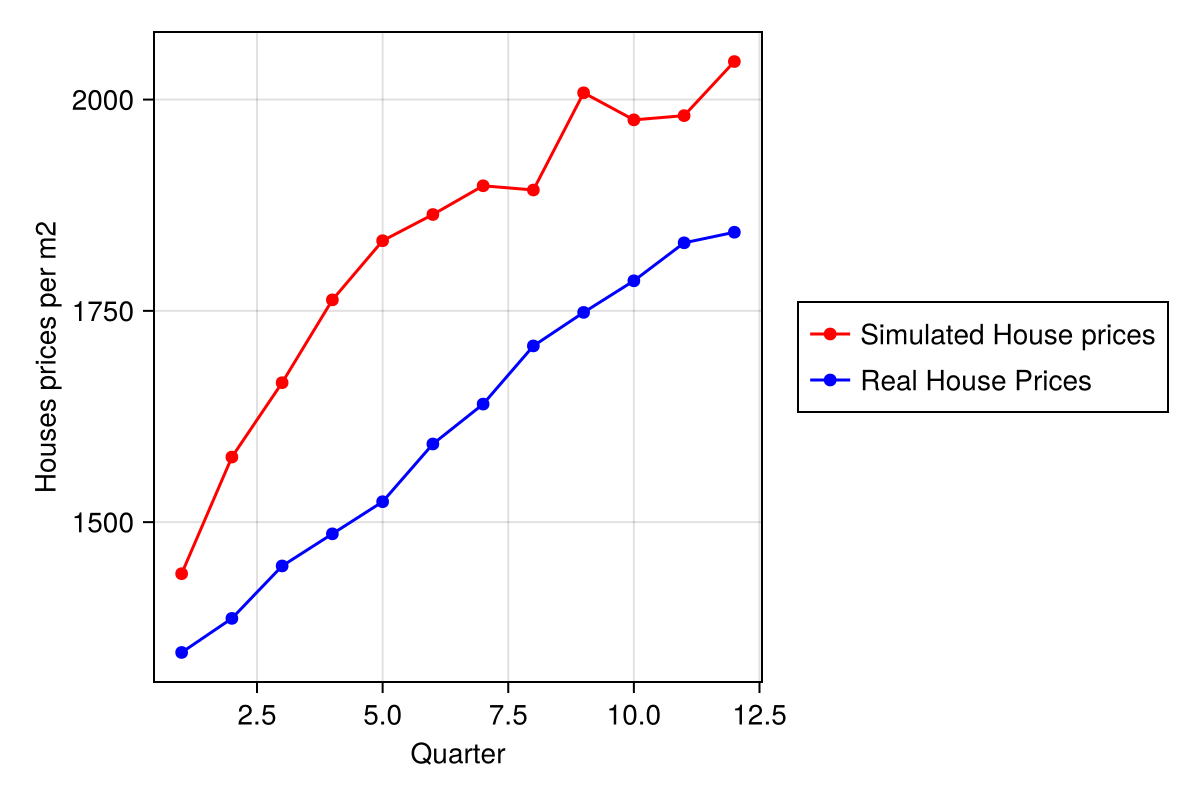 2000
1750
1500
Houses prices per m2
2.5 5.0 7.5 10.0 12.5
Quarter
Simulated House prices
Real House Prices